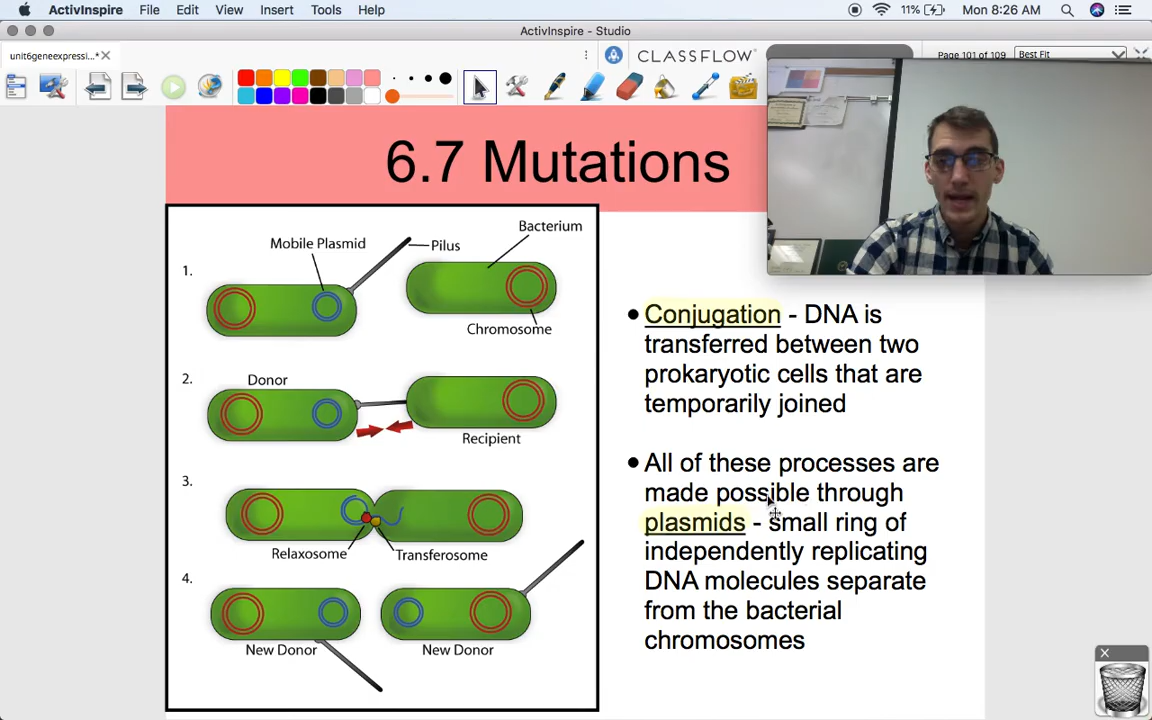 ActivInspire File Edit View Insert Tools Help 11% Mon 8:26 AM
ActivInspire - Studio
unit6geneexpressi...*
CLASSFLOW
Page 101 of 109 Best Fit
6.7 Mutations
1.
Mobile Plasmid
Pilus
Bacterium
Chromosome
2.
Donor
Recipient
3.
Relaxosome
Transferosome
4.
New Donor
New Donor
• Conjugation - DNA is
transferred between two
prokaryotic cells that are
temporarily joined
• All of these processes are
made possible through
plasmids - small ring of
independently replicating
DNA molecules separate
from the bacterial
chromosomes